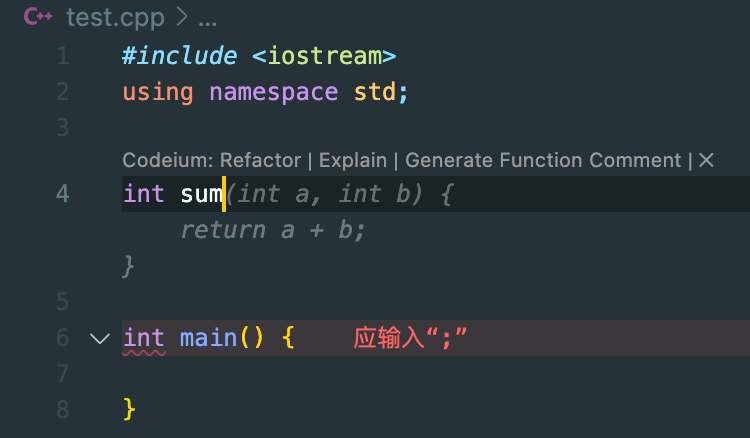 C++ test.cpp > ...
1 #include <iostream>
2 using namespace std;
3
Codeium: Refactor | Explain | Generate Function Comment | ×
4 int sum(int a, int b) {
return a + b;
}
5
6 int main() { 应输入“;”
7
8 }